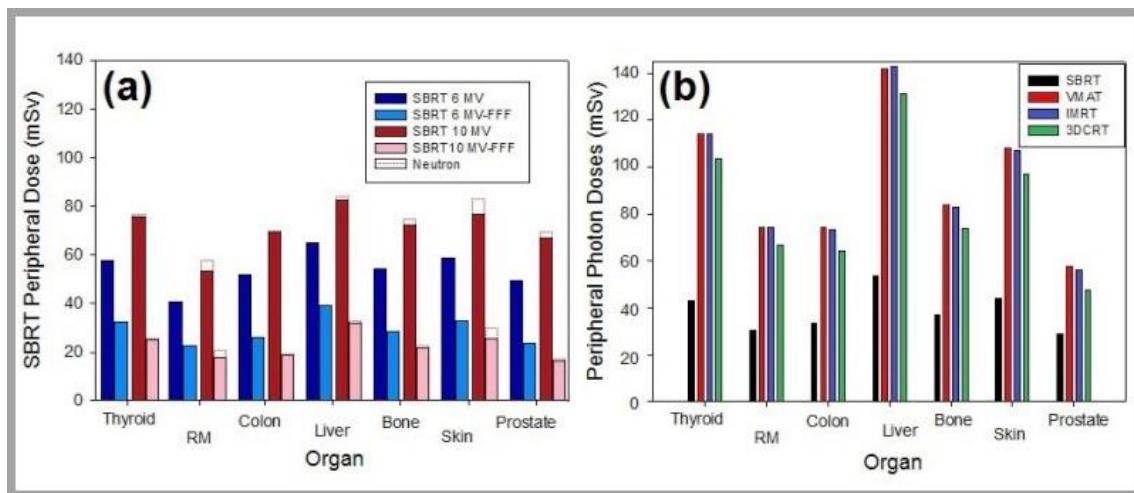 (a)
SBRT Peripheral Dose (mSv)
140
120
100
80
60
40
20
0
SBRT 6 MV
SBRT 6 MV-FFF
SBRT 10 MV
SBRT10 MV-FFF
Neutron
Thyroid
RM
Colon
Liver
Bone
Skin
Prostate
Organ
(b)
Peripheral Photon Doses (mSv)
140
120
100
80
60
40
20
0
SBRT
VMAT
IMRT
3DCRT
Thyroid
RM
Colon
Liver
Bone
Skin
Prostate
Organ